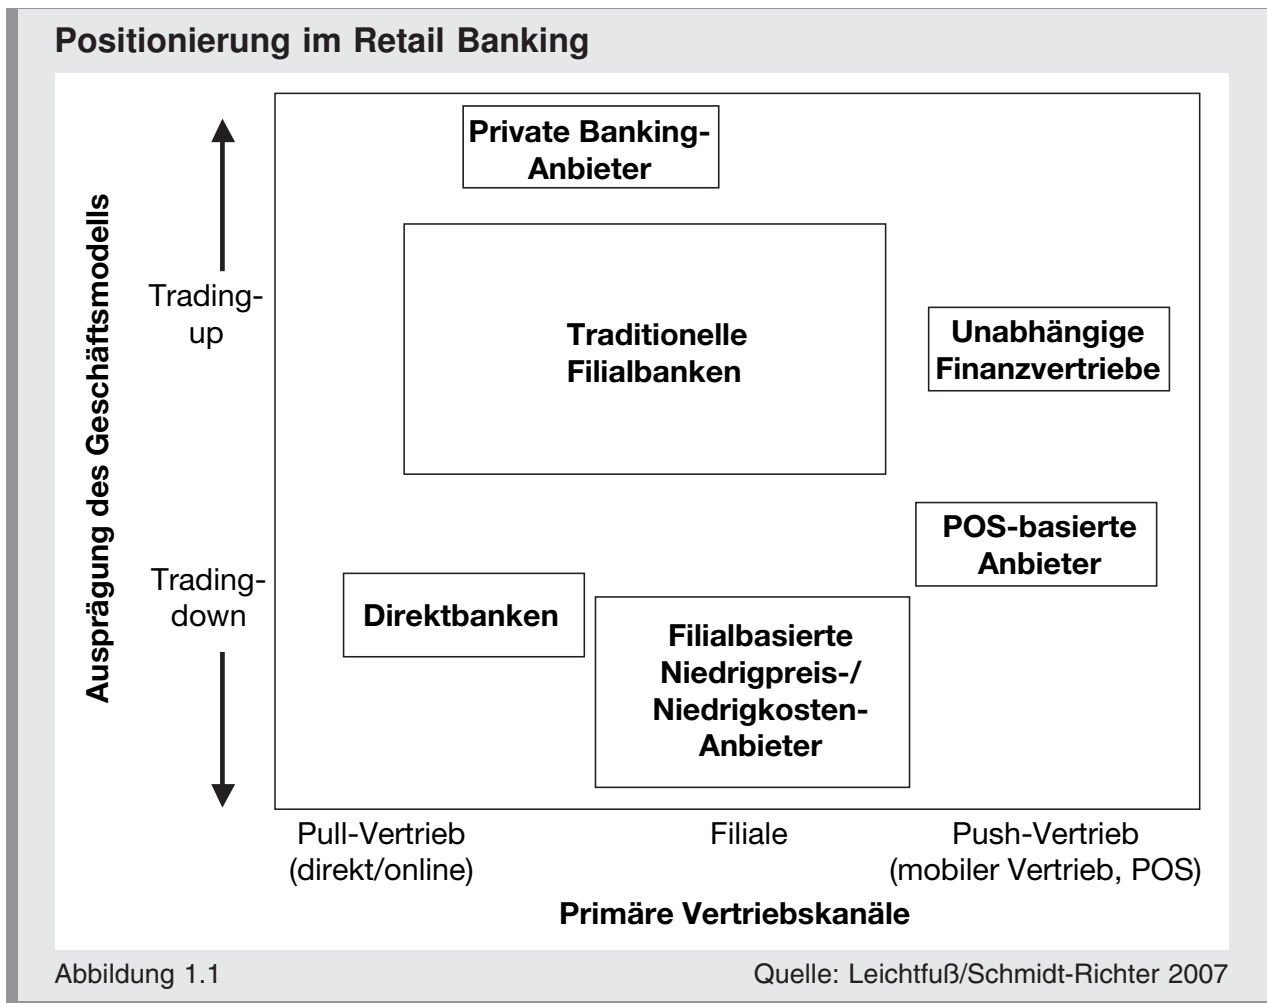 Positionierung im Retail Banking
Private Banking-
Anbieter
Ausprägung des Geschäftsmodells
Trading-
up
Traditionelle
Filialbanken
Unabhängige
Finanzvertriebe
POS-basierte
Anbieter
Trading-
down
Direktbanken
Filialbasierte
Niedrigpreis-/
Niedrigkosten-
Anbieter
Pull-Vertrieb
(direkt/online)
Filiale
Push-Vertrieb
(mobiler Vertrieb, POS)
Primäre Vertriebskanäle
Abbildung 1.1
Quelle: Leichtfuß/Schmidt-Richter 2007